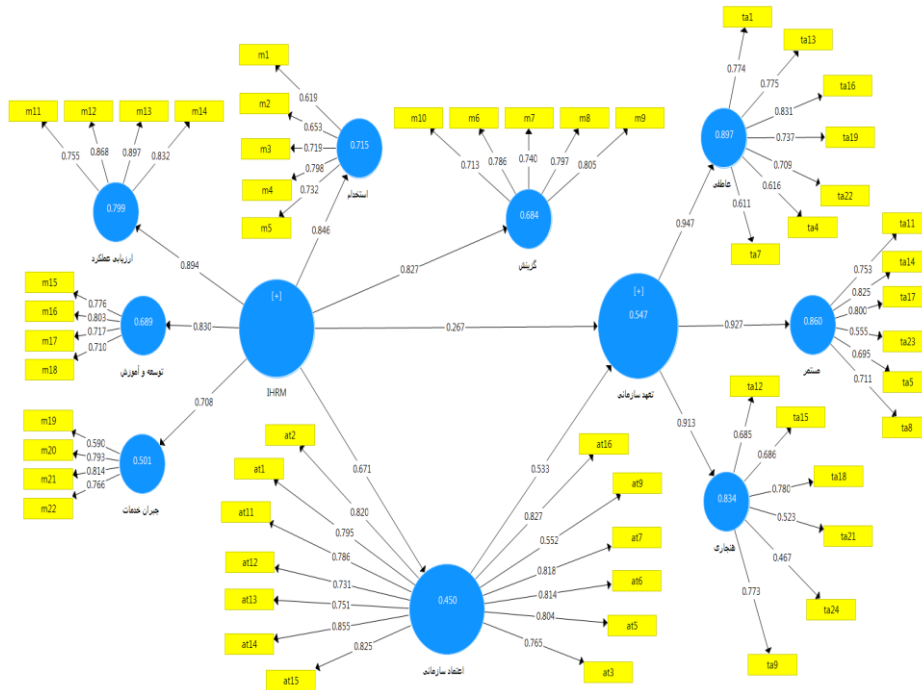 ta1
ta13
m1
ta16
0.774
0.775
m11
m12
m13
m14
0.831
m2
0.619
m10
m6
m7
m8
m9
0.897
0.737
ta19
0.653
0.715
m3
0.719
0.709
0.755
0.868
0.897
0.832
0.798
0.713
0.786
0.740
0.797
0.805
عاطفی
0.616
ta22
m4
0.732
استخدام
0.611
0.799
m5
0.684
0.947
ta4
ta11
0.846
ta7
ارزیابی عملکرد
گزینش
0.753
ta14
0.894
0.827
0.825
m15
[+]
[+]
ta17
0.776
0.800
m16
0.803
0.689
0.830
0.267
0.547
0.927
0.860
0.555
ta23
m17
0.717
0.695
m18
0.710
مستمر
0.711
ta5
توسعه و آموزش
IHRM
تعهد سازمانی
ta12
ta8
0.708
ta15
m19
0.913
at2
0.685
0.590
at16
m20
0.671
0.533
0.686
0.793
0.501
at1
m21
0.814
at9
0.780
ta18
0.766
0.820
0.827
m22
at11
0.795
0.834
جبران خدمات
0.552
0.523
ta21
0.786
at7
هنجاری
0.467
at12
0.818
0.731
at6
0.773
at13
0.751
0.450
0.814
ta24
0.804
at5
at14
0.855
0.765
0.825
ta9
at15
اعتماد سازمانی
at3